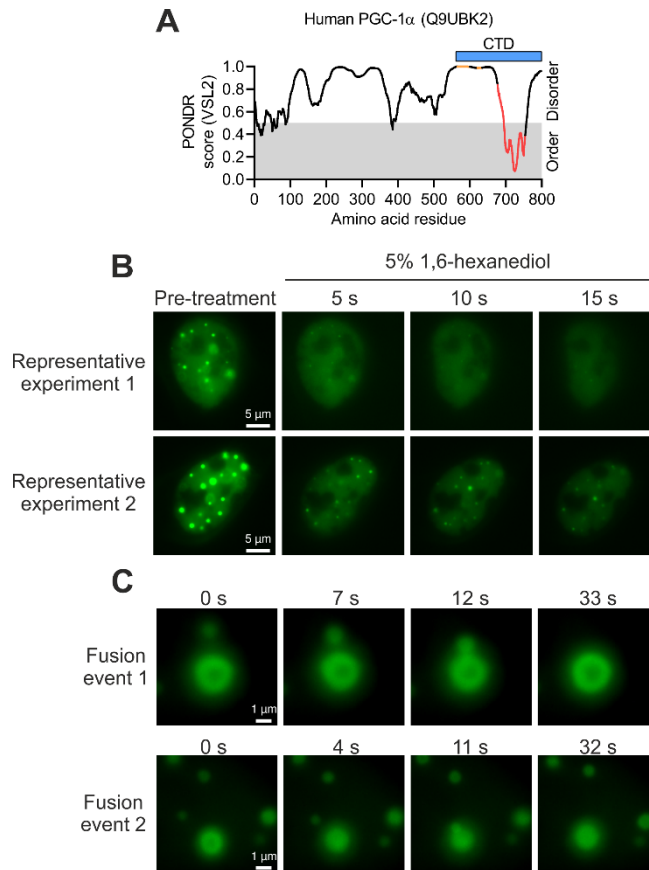 A
Human PGC-1α (Q9UBK2)
CTD
PONDR
score (VSL2)
1.0
0.8
0.6
0.4
0.2
0.0
Order Disorder
0 100 200 300 400 500 600 700 800
Amino acid residue
B
5% 1,6-hexanediol
Pre-treatment 5 s 10 s 15 s
Representative
experiment 1
5 µm
Representative
experiment 2
5 µm
C
0 s 7 s 12 s 33 s
Fusion
event 1
1 µm
0 s 4 s 11 s 32 s
Fusion
event 2
1 µm